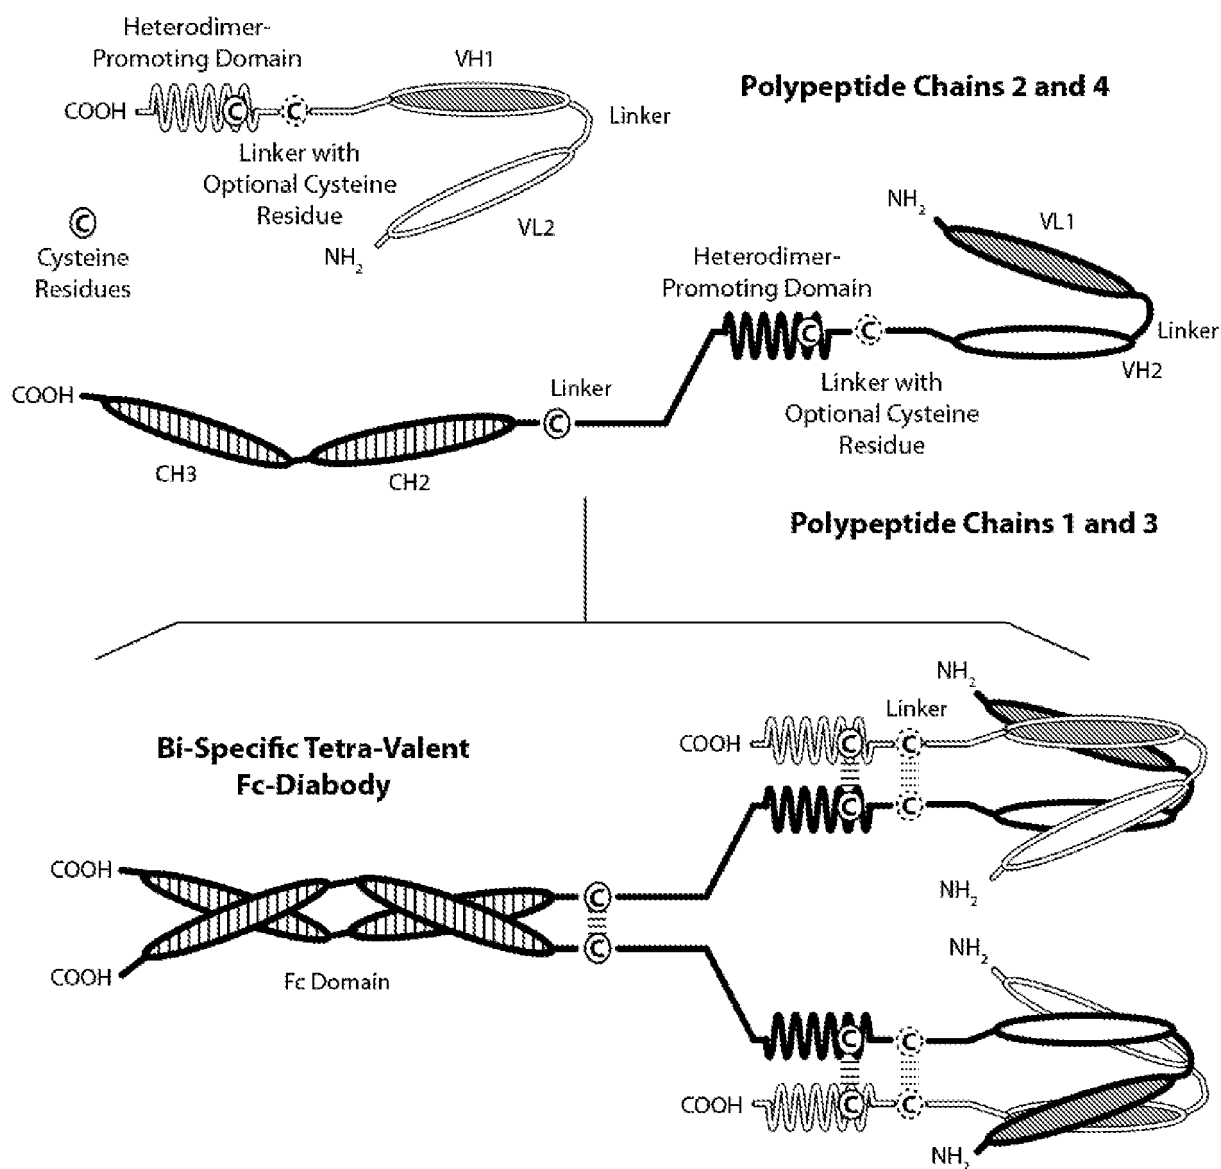 Heterodimer-
Promoting Domain
VH1
Polypeptide Chains 2 and 4
COOH
C
C
Linker
Linker with
Optional Cysteine
Residue
VL2
NH2
C
Cysteine
Residues
NH2
VL1
Heterodimer-
Promoting Domain
C
C
Linker
VH2
Linker with
Optional Cysteine
Residue
COOH
Linker
C
CH3
CH2
Polypeptide Chains 1 and 3
NH2
Linker
Bi-Specific Tetra-Valent
Fc-Diabody
COOH
C
C
C
C
NH2
COOH
C
C
COOH
Fc Domain
NH2
C
C
COOH
C
C
NH2